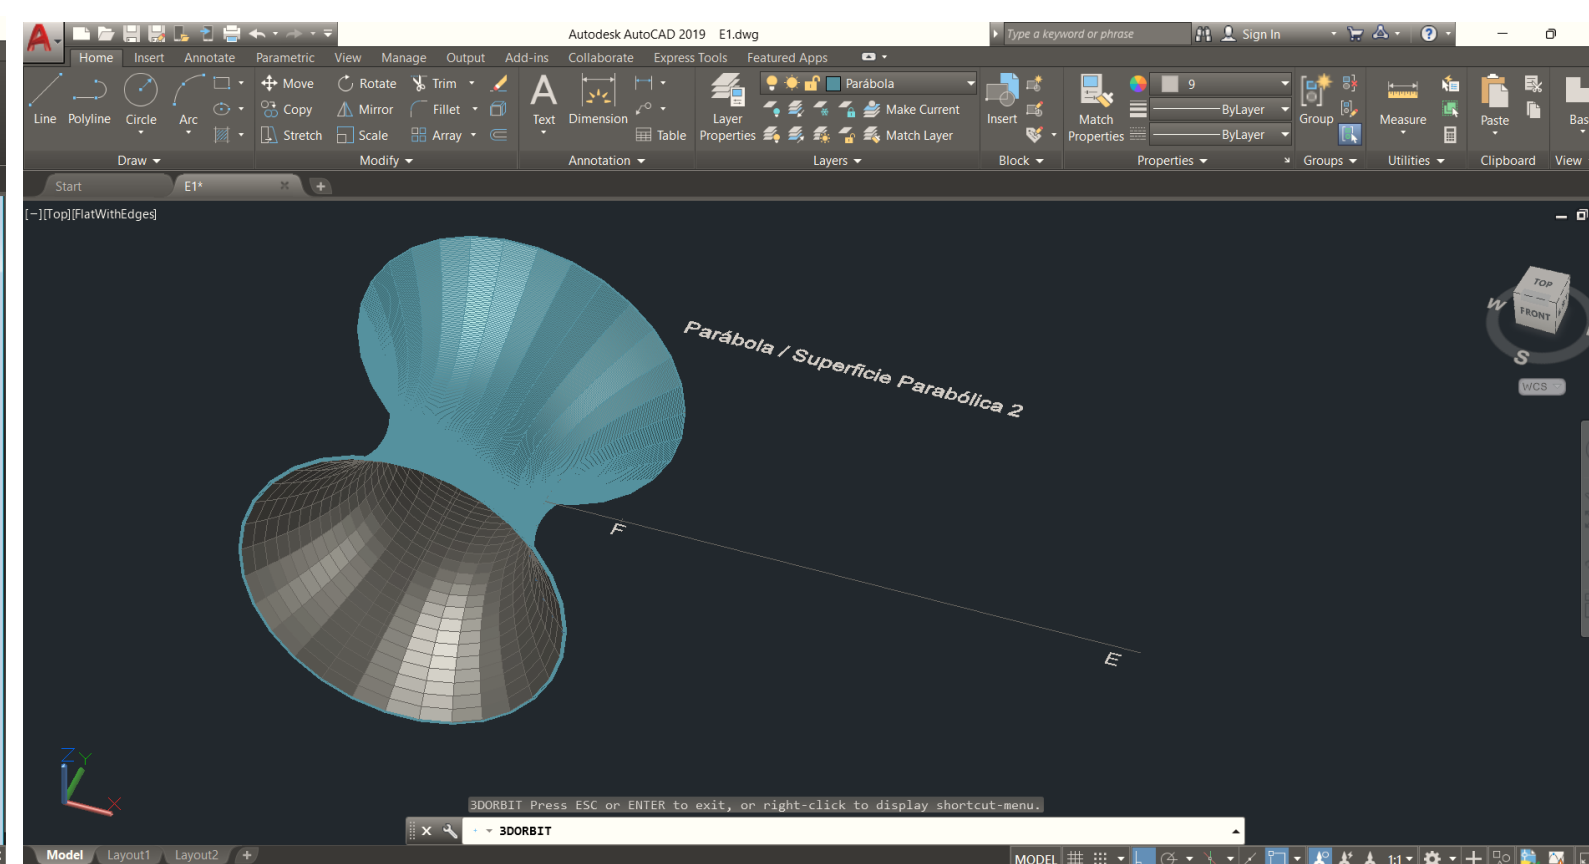 Autodesk AutoCAD 2019 E1.dwg
Type a keyword or phrase
Sign In
Home Insert Annotate Parametric View Manage Output Add-ins Collaborate Express Tools Featured Apps
Line Polyline Circle Arc
Move Rotate Trim
Copy Mirror Fillet
Stretch Scale Array
Text Dimension Table
Layer Properties
Parábola
Make Current
Match Layer
Insert
Match Properties
9
ByLayer
ByLayer
Group
Measure
Paste
Draw Modify Annotation Layers Block Properties Groups Utilities Clipboard View
Start E1* +
[−][Top][FlatWithEdges]
TOP
FRONT
W
S
WCS
Parábola / Superficie Parabólica 2
F
E
Z Y
X
3DORBIT Press ESC or ENTER to exit, or right-click to display shortcut-menu.
3DORBIT
Model Layout1 Layout2 +
MODEL 1:1